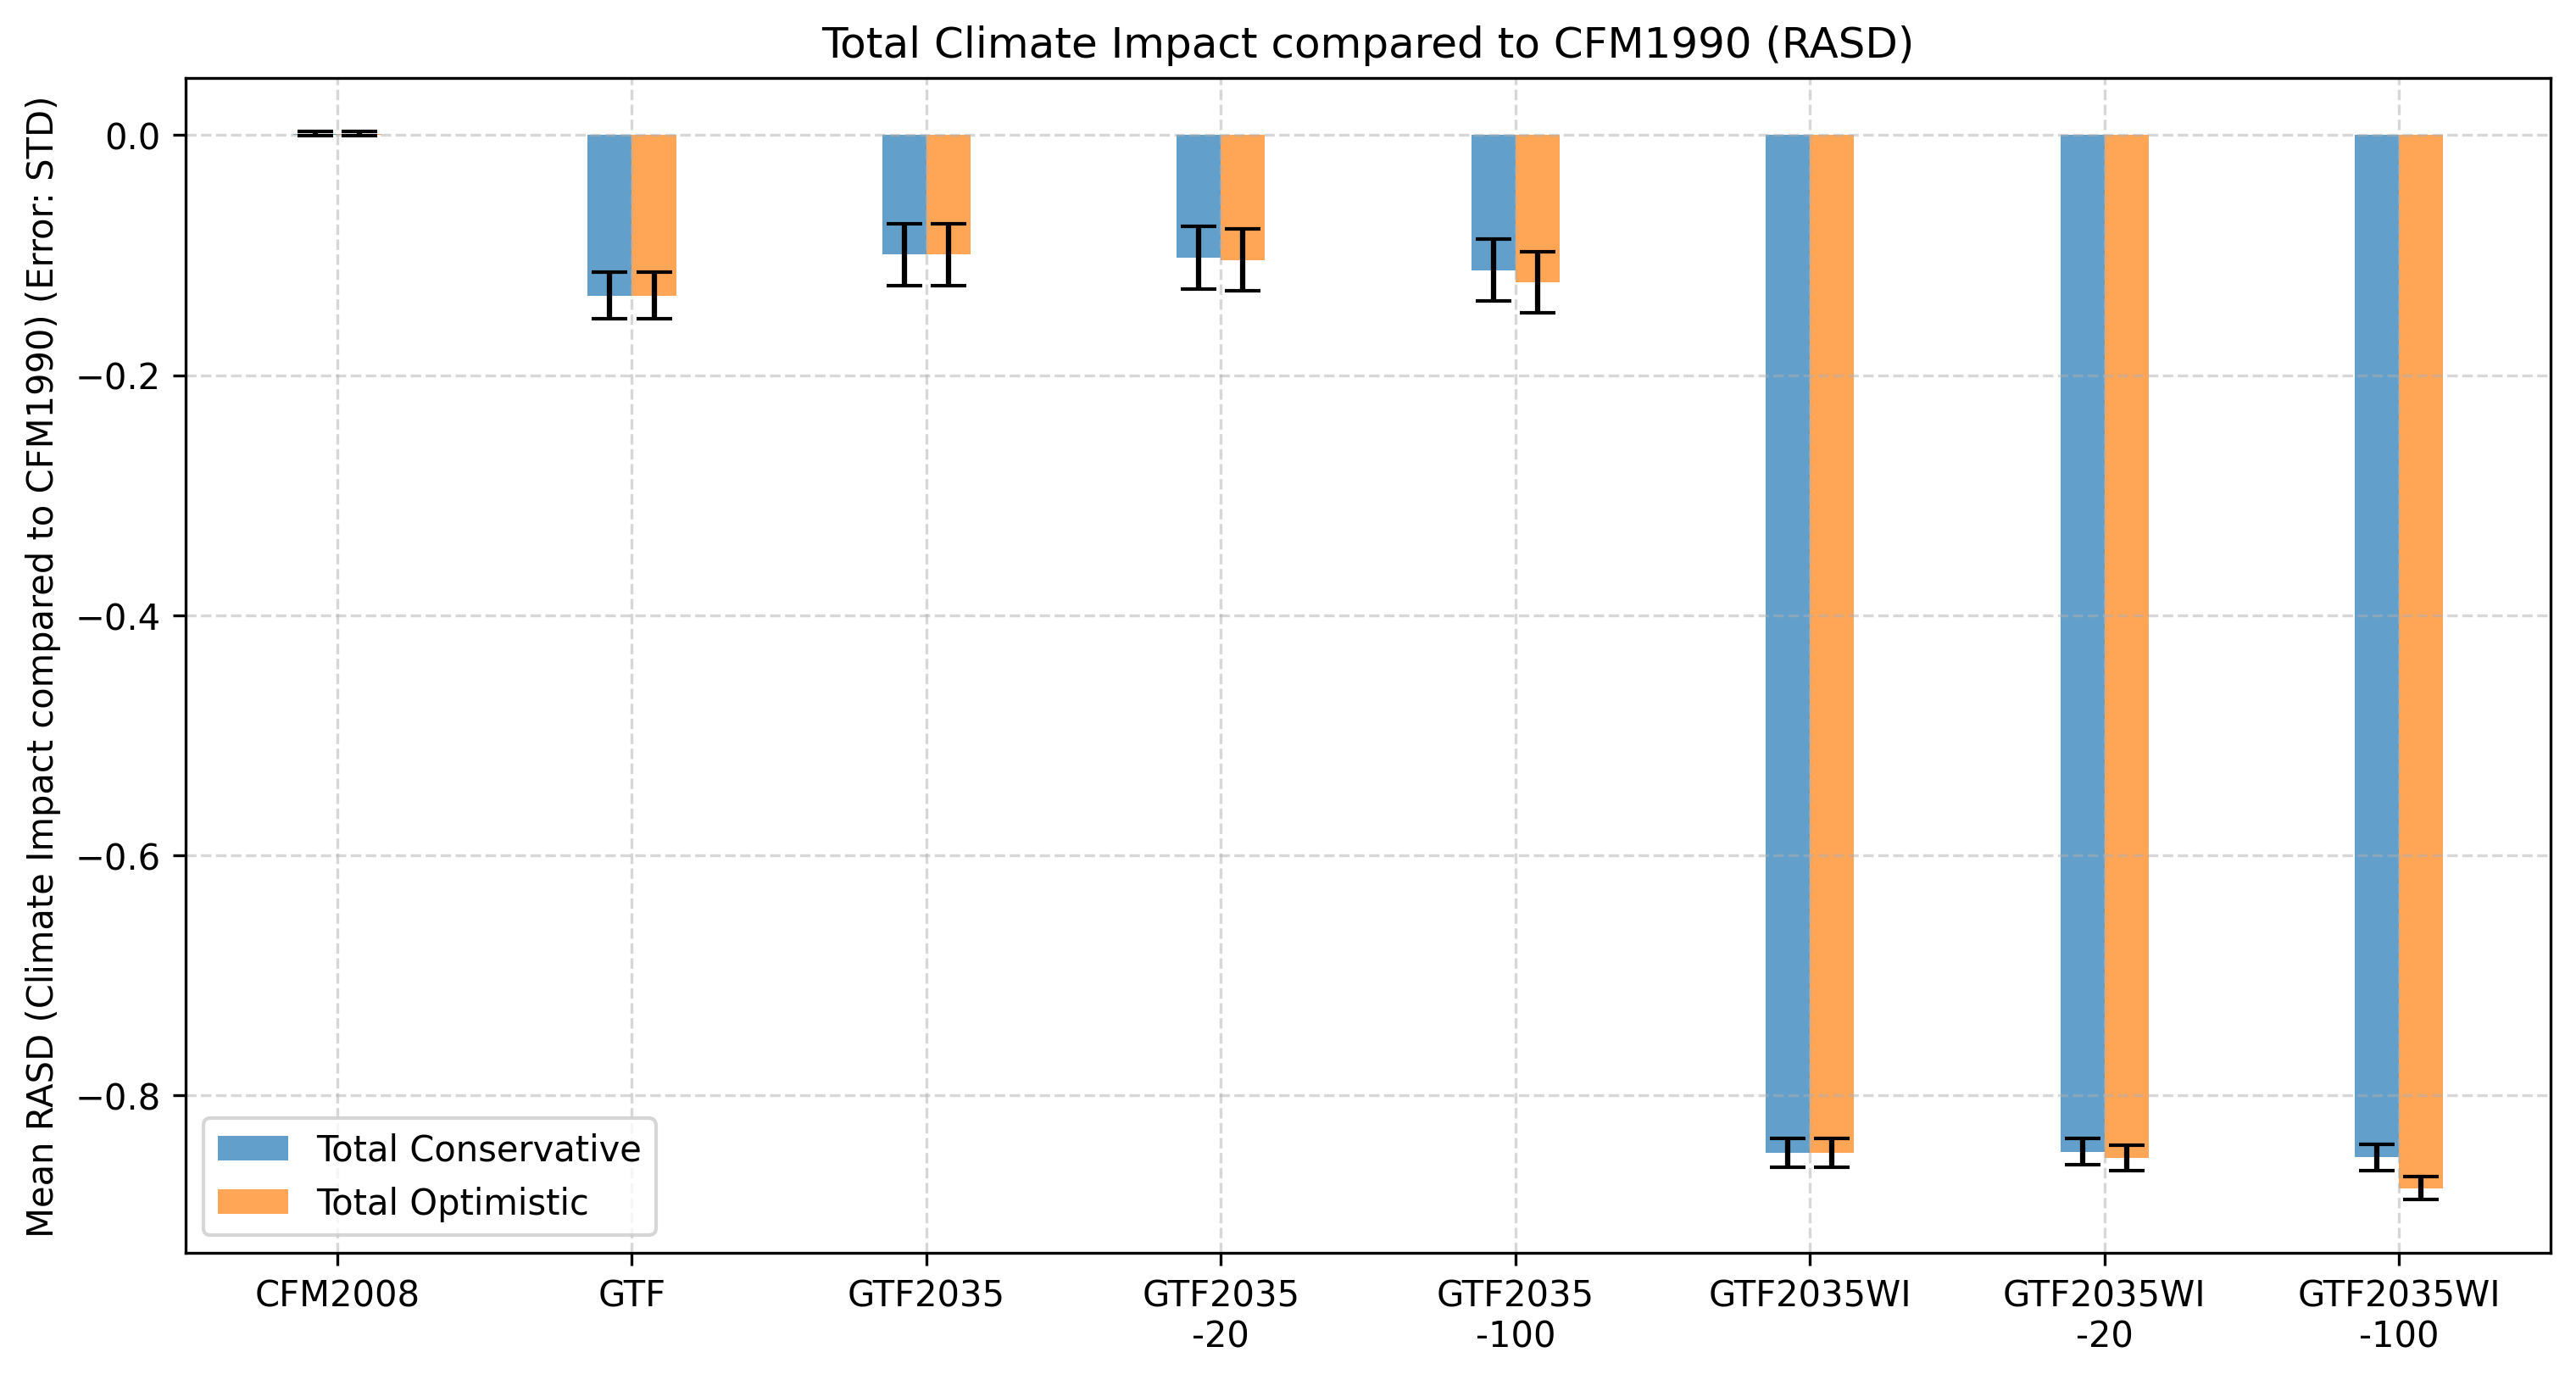 Total Climate Impact compared to CFM1990 (RASD)
Mean RASD (Climate Impact compared to CFM1990) (Error: STD)
0.0
−0.2
−0.4
−0.6
−0.8
Total Conservative
Total Optimistic
CFM2008 GTF GTF2035 GTF2035 GTF2035 GTF2035WI GTF2035WI GTF2035WI
-20 -100 -20 -100